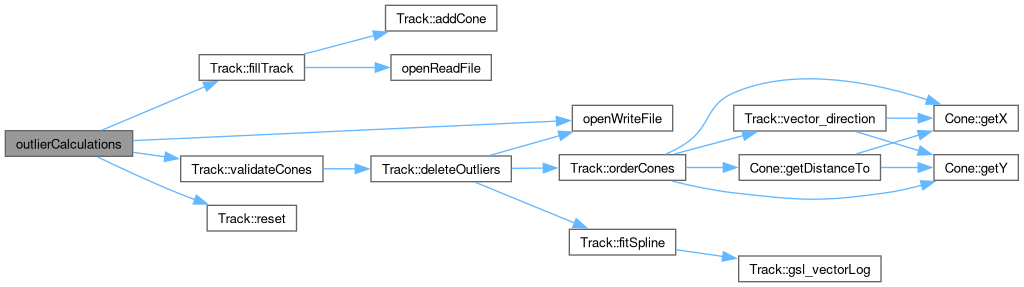 outlierCalculations
Track::fillTrack
Track::addCone
openReadFile
openWriteFile
Track::validateCones
Track::deleteOutliers
Track::orderCones
Track::vector_direction
Cone::getX
Cone::getDistanceTo
Cone::getY
Track::reset
Track::fitSpline
Track::gsl_vectorLog